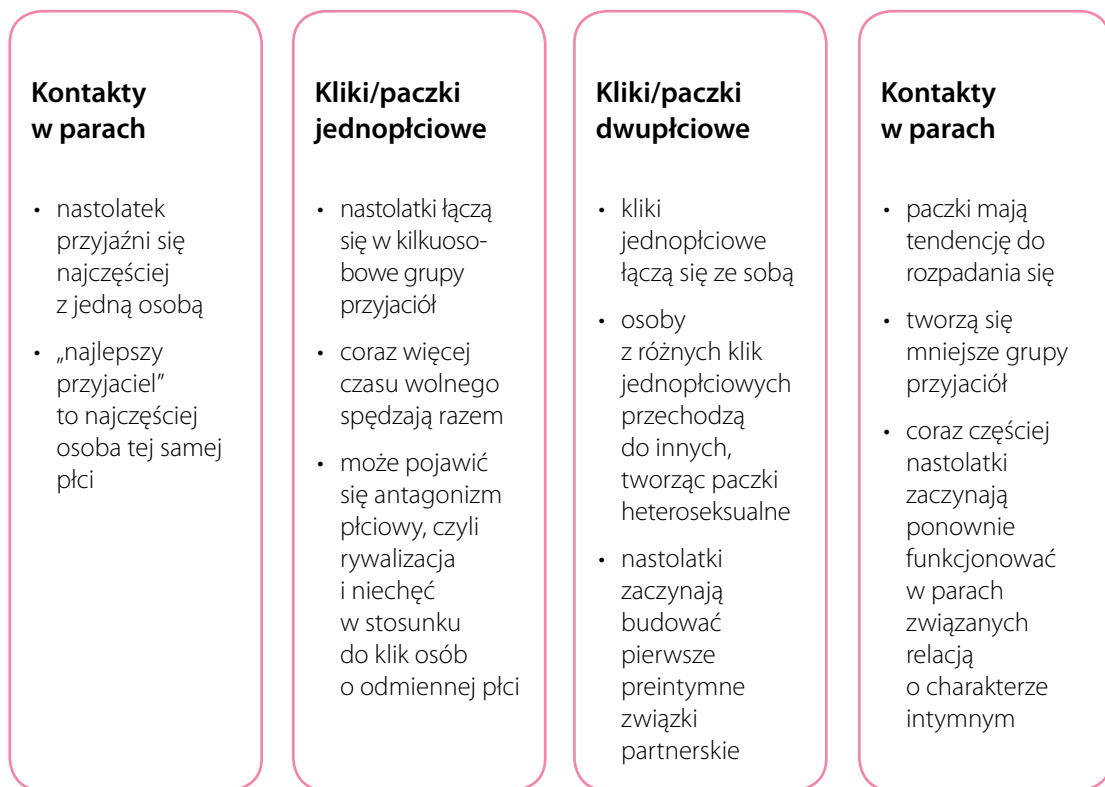 Kontakty
w parach
• nastolatek
przyjaźni się
najczęściej
z jedną osobą
• „najlepszy
przyjaciel”
to najczęściej
osoba tej samej
płci
Kliki/paczki
jednopłciowe
• nastolatki łączą
się w kilkuoso-
bowe grupy
przyjaciół
• coraz więcej
czasu wolnego
spędzają razem
• może pojawić
się antagonizm
płciowy, czyli
rywalizacja
i niechęć
w stosunku
do klik osób
o odmiennej płci
Kliki/paczki
dwupłciowe
• kliki
jednopłciowe
łączą się ze sobą
• osoby
z różnych klik
jednopłciowych
przechodzą
do innych,
tworząc paczki
heteroseksualne
• nastolatki
zaczynają
budować
pierwsze
preintymne
związki
partnerskie
Kontakty
w parach
• paczki mają
tendencję do
rozpadania się
• tworzą się
mniejsze grupy
przyjaciół
• coraz częściej
nastolatki
zaczynają
ponownie
funkcjonować
w parach
związanych
relacją
o charakterze
intymnym